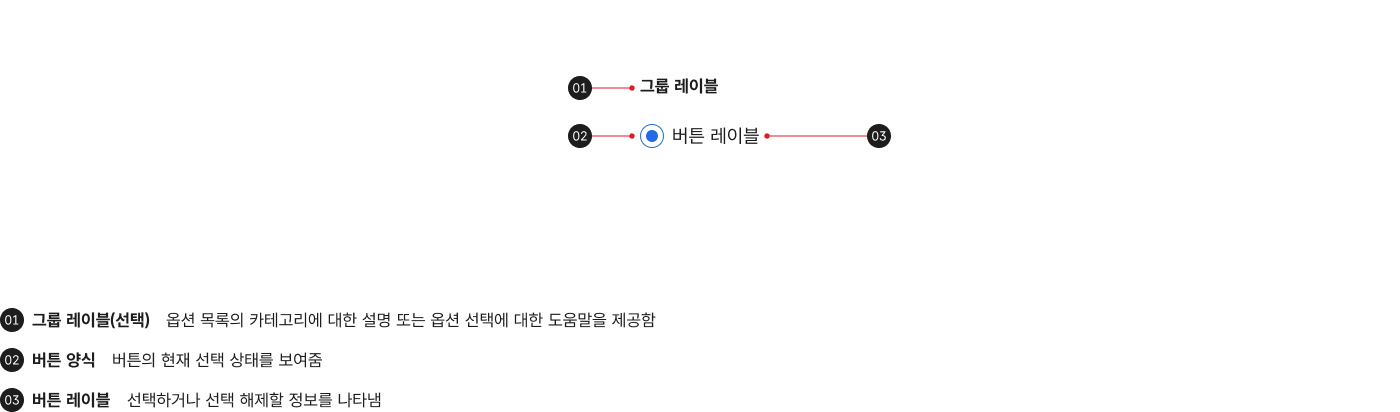 01 그룹 레이블
02 버튼 레이블 03
01 그룹 레이블(선택) 옵션 목록의 카테고리에 대한 설명 또는 옵션 선택에 대한 도움말을 제공함
02 버튼 양식 버튼의 현재 선택 상태를 보여줌
03 버튼 레이블 선택하거나 선택 해제할 정보를 나타냄